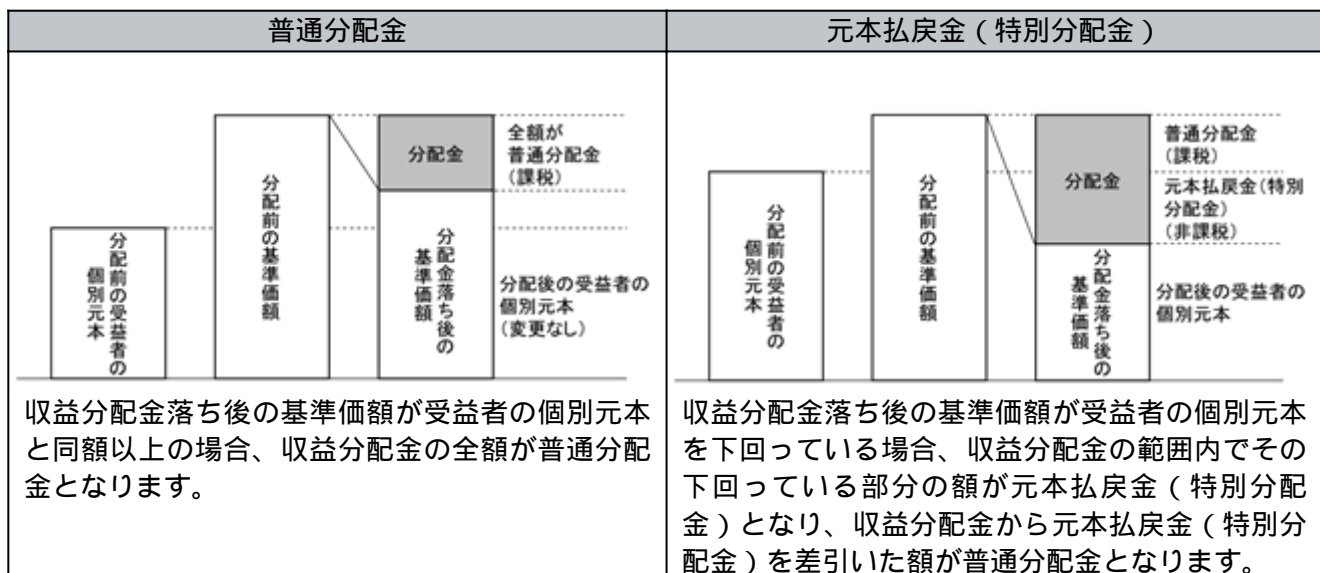 普通分配金
分配前の受益者の
個別元本
分配前の基準価額
分配金
分配金落ち後の
基準価額
全額が
普通分配金
(課税)
分配後の受益者の
個別元本
(変更なし)
収益分配金落ち後の基準価額が受益者の個別元本
と同額以上の場合、収益分配金の全額が普通分配
金となります。
元本払戻金(特別分配金)
分配前の受益者の
個別元本
分配前の基準価額
分配金
分配金落ち後の
基準価額
普通分配金
(課税)
元本払戻金(特別
分配金)
(非課税)
分配後の受益者の
個別元本
収益分配金落ち後の基準価額が受益者の個別元本
を下回っている場合、収益分配金の範囲内でその
下回っている部分の額が元本払戻金(特別分配
金)となり、収益分配金から元本払戻金(特別分
配金)を差引いた額が普通分配金となります。